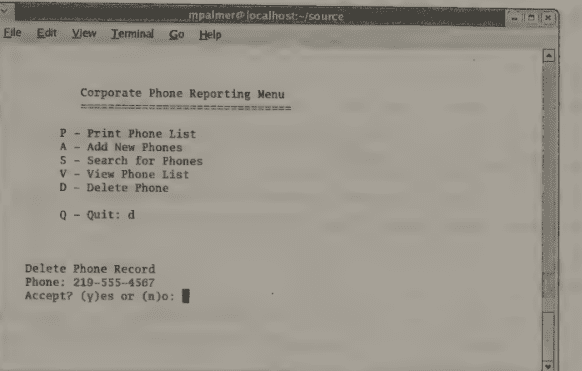 mpalmer@localhost:~/source
File Edit View Terminal Go Help
Corporate Phone Reporting Menu
==============================
P - Print Phone List
A - Add New Phones
S - Search for Phones
V - View Phone List
D - Delete Phone
Q - Quit: d
Delete Phone Record
Phone: 219-555-4567
Accept? (y)es or (n)o: